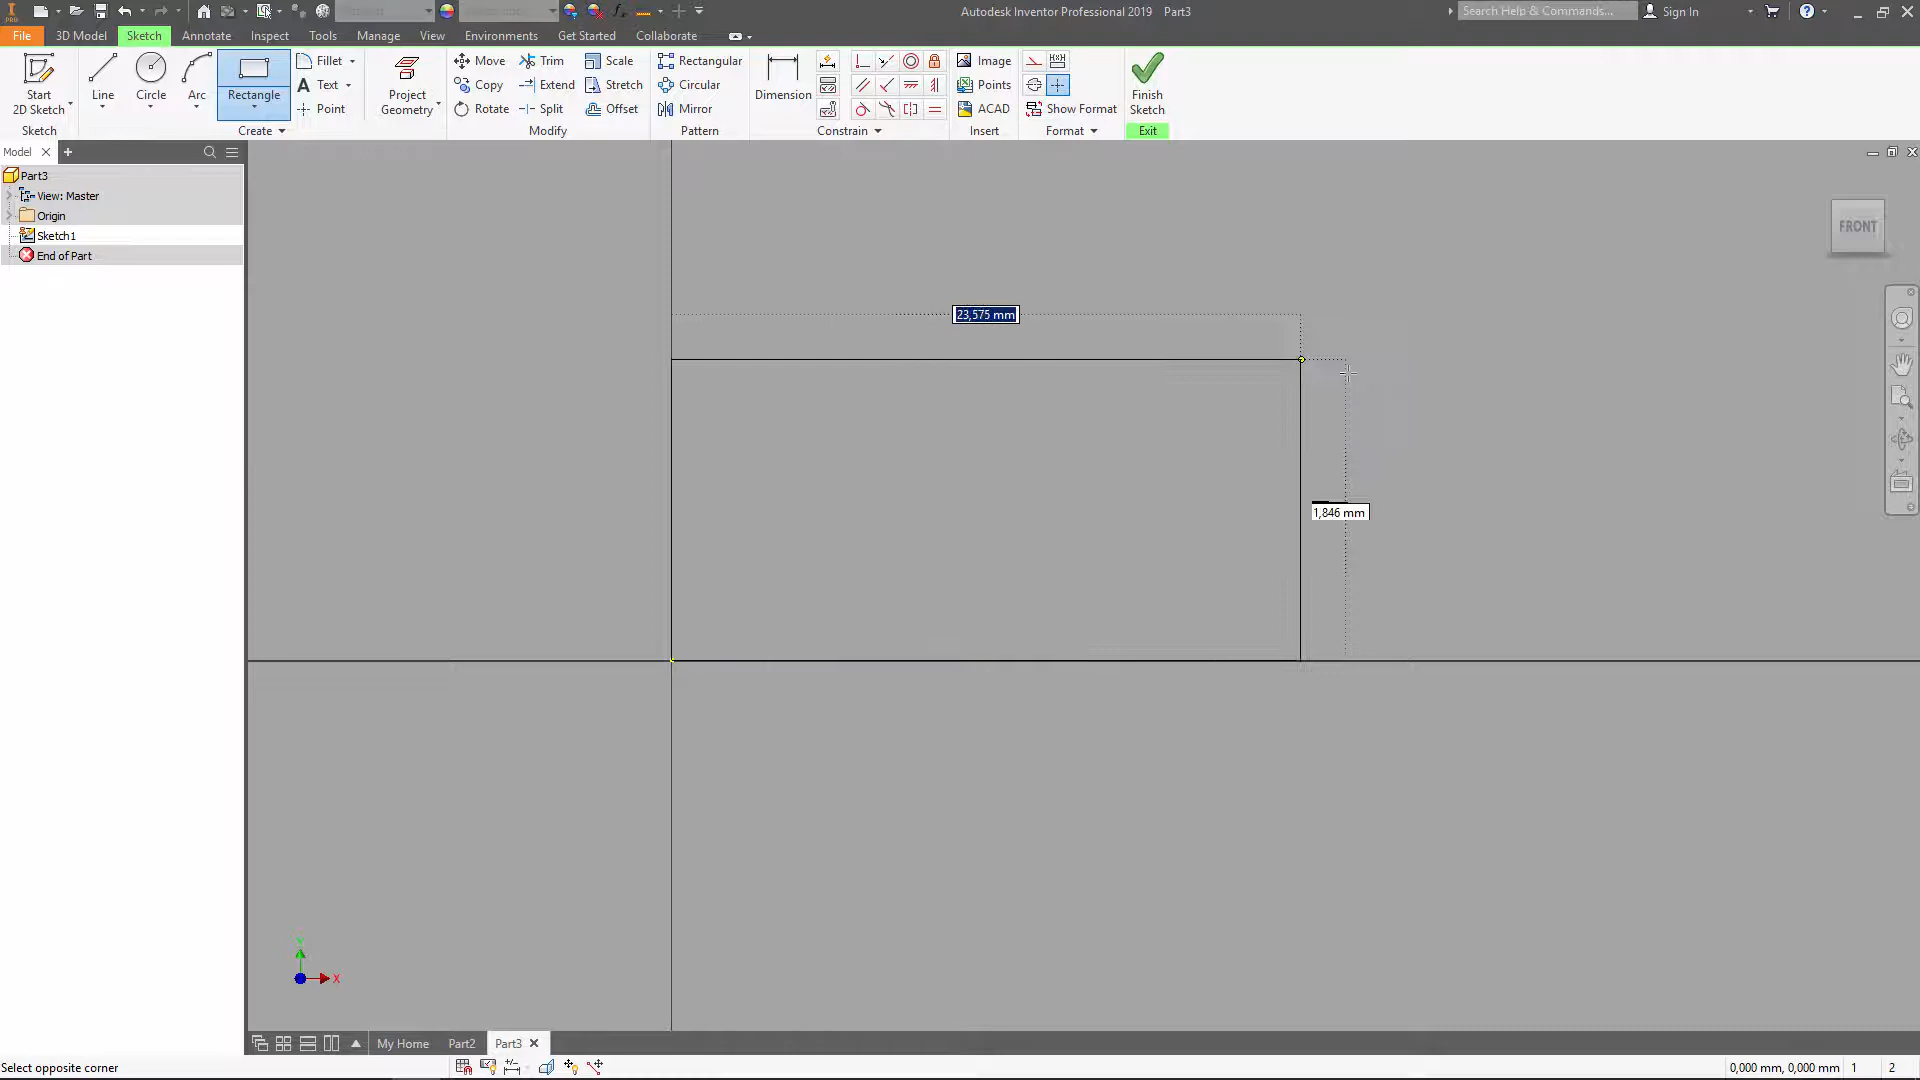 PRO
Autodesk Inventor Professional 2019 Part3
Search Help & Commands...
Sign In
File
3D Model
Sketch
Annotate
Inspect
Tools
Manage
View
Environments
Get Started
Collaborate
Start
2D Sketch
Line
Circle
Arc
Rectangle
Fillet
Text
Point
Project
Geometry
Move
Copy
Rotate
Trim
Extend
Split
Scale
Stretch
Offset
Rectangular
Circular
Mirror
Dimension
Image
Points
ACAD
Show Format
Finish
Sketch
Sketch
Create
Modify
Pattern
Constrain
Insert
Format
Exit
Model
Part3
View: Master
Origin
Sketch1
End of Part
FRONT
23,575 mm
1,846 mm
Y
X
My Home
Part2
Part3
Select opposite corner
0,000 mm, 0,000 mm
1
2